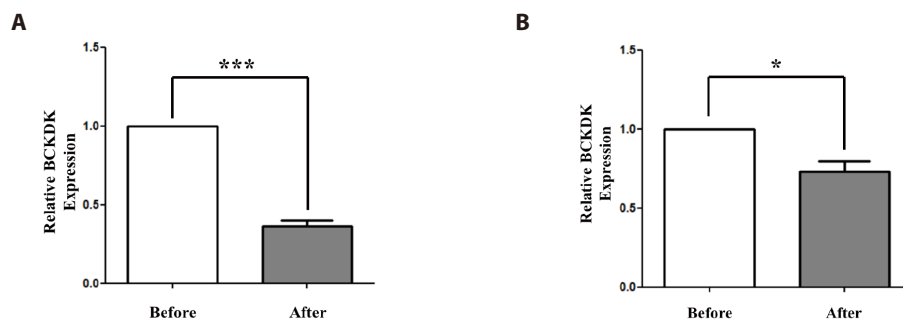 A
Relative BCKDK
Expression
1.5
1.0
0.5
0.0
***
Before
After
B
Relative BCKDK
Expression
1.5
1.0
0.5
0.0
*
Before
After